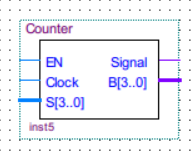 Counter
EN Signal
Clock B[3..0]
S[3..0]
inst5